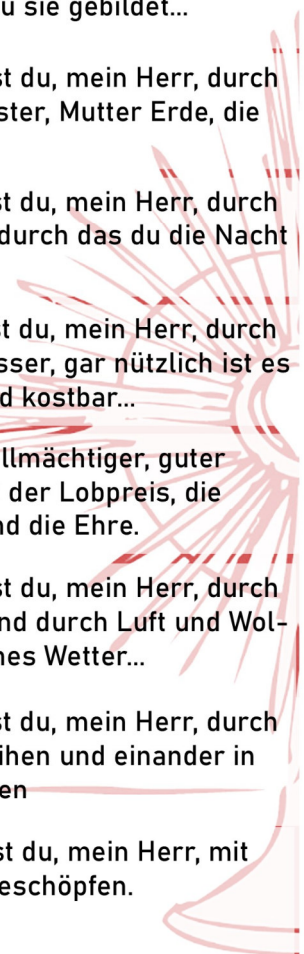 u sie gebildet...
st du, mein Herr, durch
ster, Mutter Erde, die
st du, mein Herr, durch
durch das du die Nacht
st du, mein Herr, durch
sser, gar nützlich ist es
d kostbar...
llmächtiger, guter
der Lobpreis, die
nd die Ehre.
st du, mein Herr, durch
nd durch Luft und Wol-
nes Wetter...
st du, mein Herr, durch
ihen und einander in
en
st du, mein Herr, mit
eschöpfen.